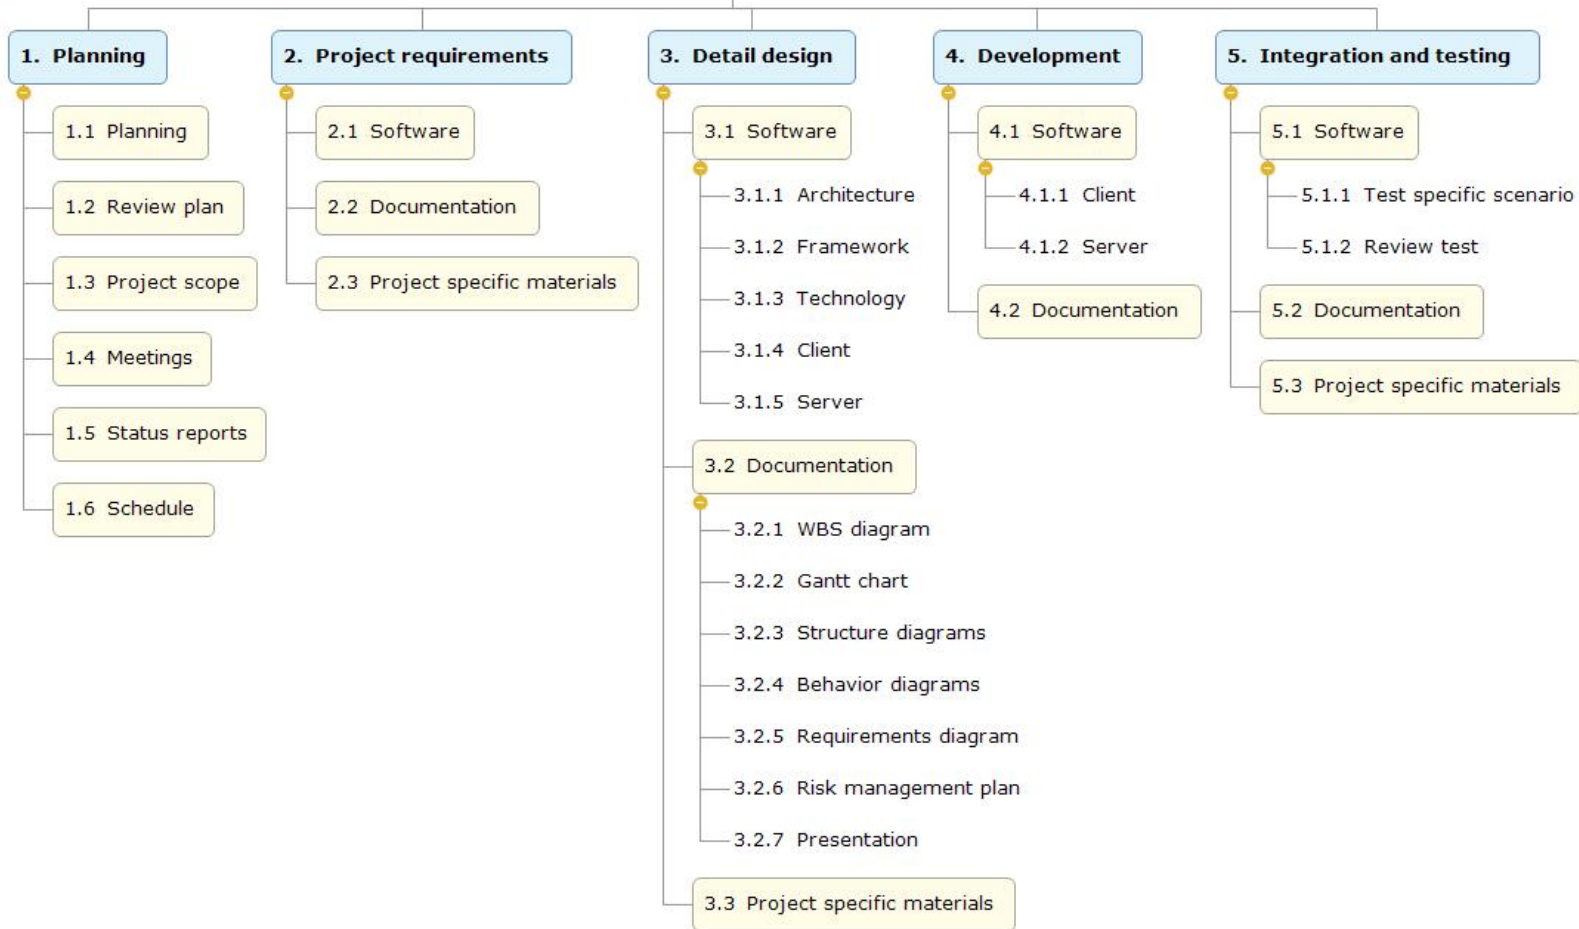 1. Planning
1.1 Planning
1.2 Review plan
1.3 Project scope
1.4 Meetings
1.5 Status reports
1.6 Schedule
2. Project requirements
2.1 Software
2.2 Documentation
2.3 Project specific materials
3. Detail design
3.1 Software
3.1.1 Architecture
3.1.2 Framework
3.1.3 Technology
3.1.4 Client
3.1.5 Server
3.2 Documentation
3.2.1 WBS diagram
3.2.2 Gantt chart
3.2.3 Structure diagrams
3.2.4 Behavior diagrams
3.2.5 Requirements diagram
3.2.6 Risk management plan
3.2.7 Presentation
3.3 Project specific materials
4. Development
4.1 Software
4.1.1 Client
4.1.2 Server
4.2 Documentation
5. Integration and testing
5.1 Software
5.1.1 Test specific scenario
5.1.2 Review test
5.2 Documentation
5.3 Project specific materials